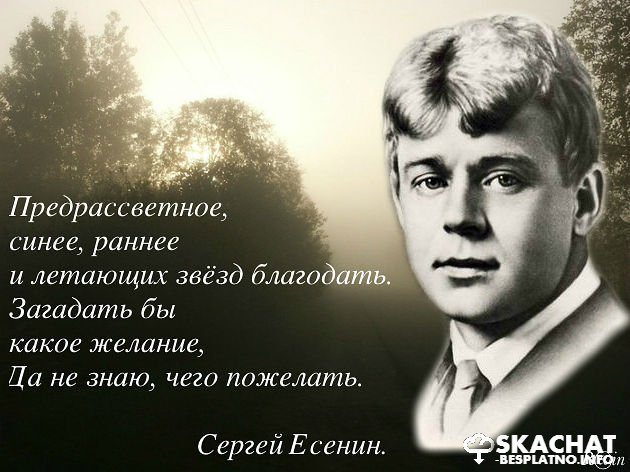 Предрассветное,
синее, раннее
и летающих звёзд благодать.
Загадать бы
какое желание,
Да не знаю, чего пожелать.
Сергей Есенин.
SKACHAT
-BESPLATNO.INFO